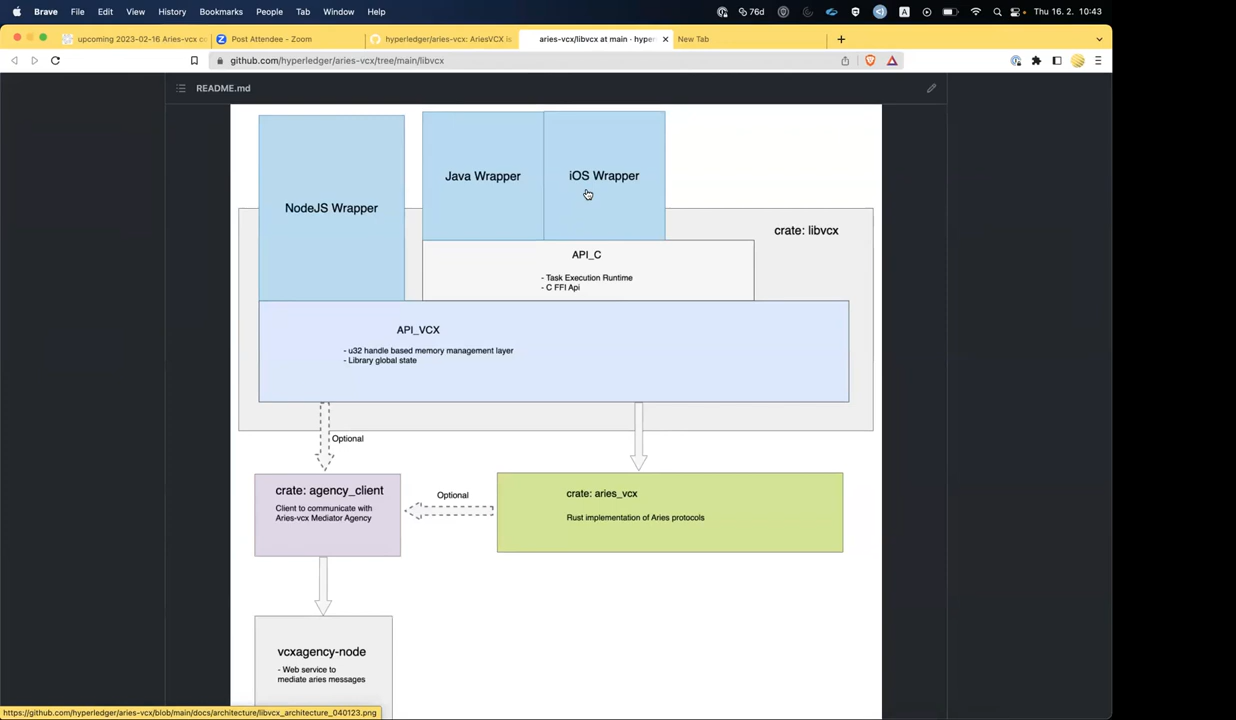 Brave File Edit View History Bookmarks People Tab Window Help 76d A Thu 16. 2. 10:43
upcoming 2023-02-16 Aries-vcx co
Post Attendee - Zoom
hyperledger/aries-vcx: AriesVCX is
aries-vcx/libvcx at main · hyper
New Tab
github.com/hyperledger/aries-vcx/tree/main/libvcx
README.md
Java Wrapper
iOS Wrapper
NodeJS Wrapper
crate: libvcx
API_C
- Task Execution Runtime
- C FFI Api
API_VCX
- u32 handle based memory management layer
- Library global state
Optional
crate: agency_client
Client to communicate with
Aries-vcx Mediator Agency
Optional
crate: aries_vcx
Rust implementation of Aries protocols
vcxagency-node
- Web service to
mediate aries messages
https://github.com/hyperledger/aries-vcx/blob/main/docs/architecture/libvcx_architecture_040123.png